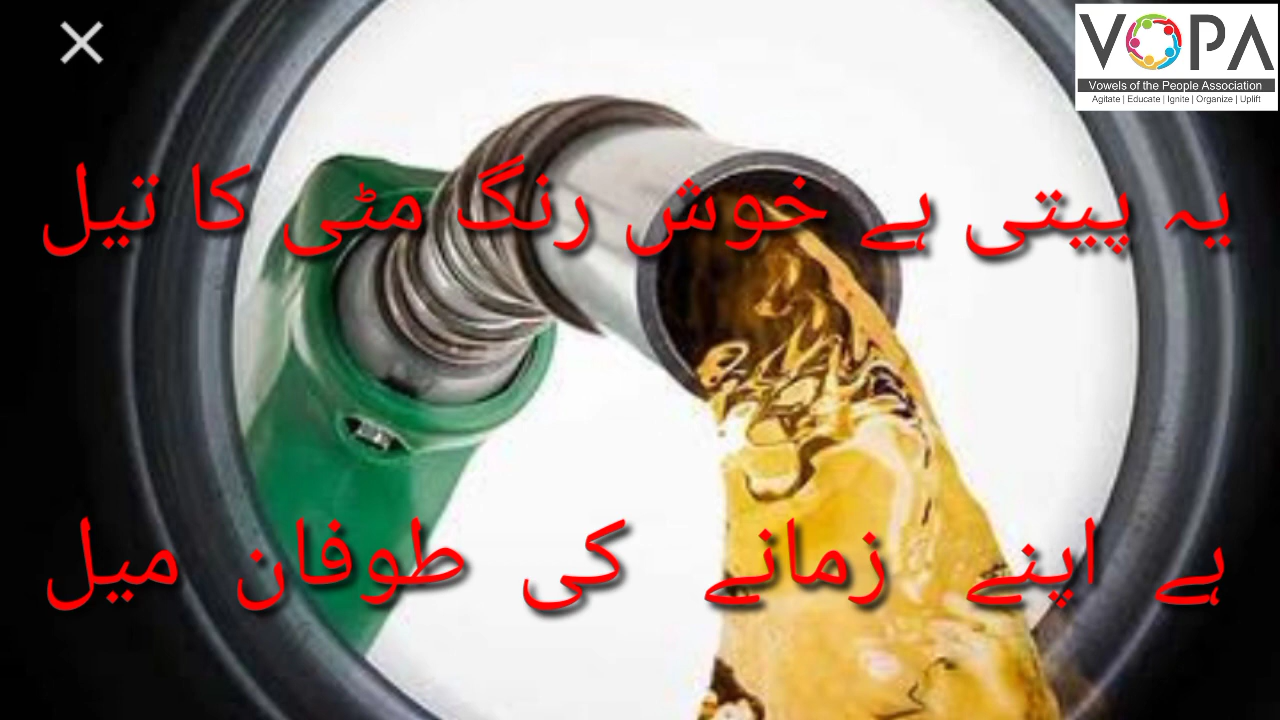 VOPA
Vowels of the People Association
Agitate | Educate | Ignite | Organize | Uplift
یہ پیتی ہے خوش رنگ مٹی کا تیل
ہے اپنے زمانے کی طوفان میل